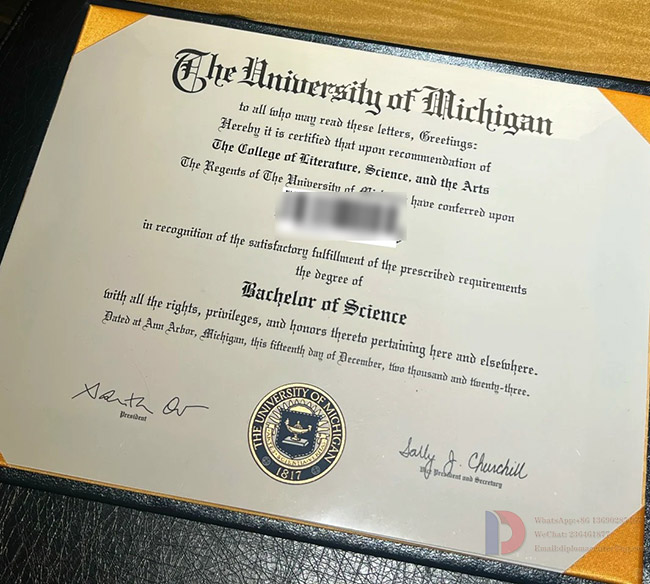 The University of Michigan
to all who may read these letters, Greetings:
Hereby it is certified that upon recommendation of
The College of Literature, Science, and the Arts
The Regents of The University of have conferred upon
in recognition of the satisfactory fulfillment of the prescribed requirements
the degree of
Bachelor of Science
with all the rights, privileges, and honors thereto pertaining here and elsewhere.
Dated at Ann Arbor, Michigan, this fifteenth day of December, two thousand and twenty-three.
President
THE UNIVERSITY OF MICHIGAN
1817
Sally J. Churchill
Vice President and Secretary
WhatsApp:+86
WeChat:
Email: